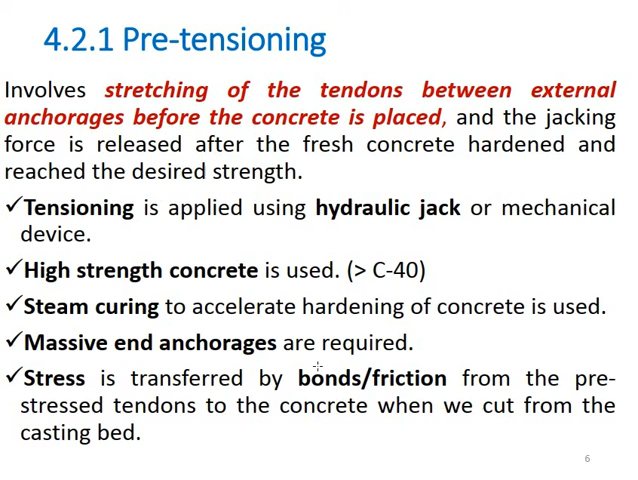 4.2.1 Pre-tensioning
Involves stretching of the tendons between external
anchorages before the concrete is placed, and the jacking
force is released after the fresh concrete hardened and
reached the desired strength.
✓Tensioning is applied using hydraulic jack or mechanical
device.
✓High strength concrete is used. (> C-40)
✓Steam curing to accelerate hardening of concrete is used.
✓Massive end anchorages are required.
✓Stress is transferred by bonds/friction from the pre-
stressed tendons to the concrete when we cut from the
casting bed.
6